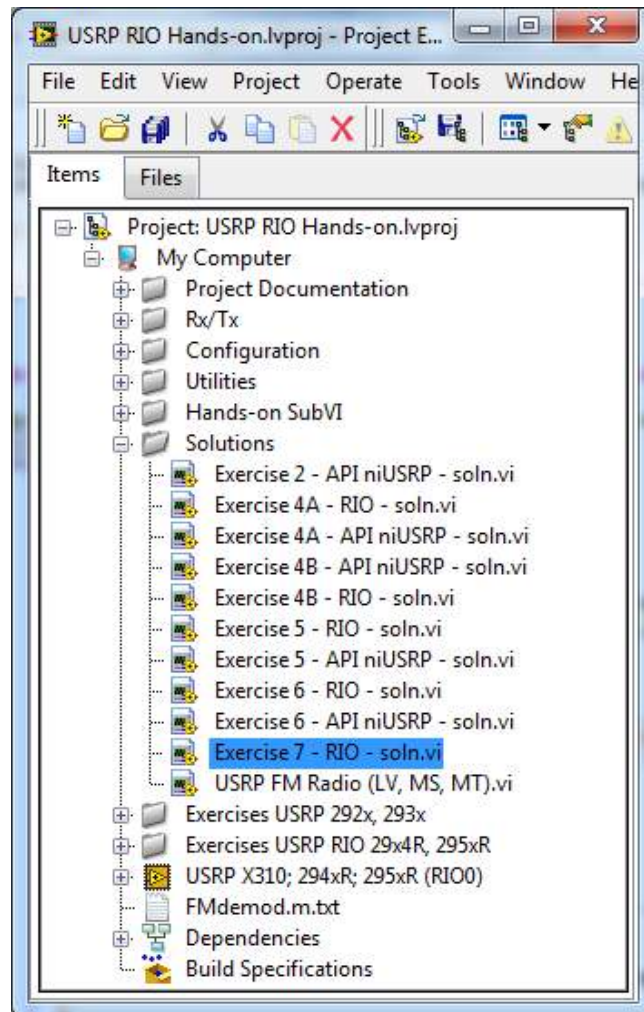 USRP RIO Hands-on.lvproj - Project E...
File Edit View Project Operate Tools Window He
Items Files
Project: USRP RIO Hands-on.lvproj
My Computer
Project Documentation
Rx/Tx
Configuration
Utilities
Hands-on SubVI
Solutions
Exercise 2 - API niUSRP - soln.vi
Exercise 4A - RIO - soln.vi
Exercise 4A - API niUSRP - soln.vi
Exercise 4B - API niUSRP - soln.vi
Exercise 4B - RIO - soln.vi
Exercise 5 - RIO - soln.vi
Exercise 5 - API niUSRP - soln.vi
Exercise 6 - RIO - soln.vi
Exercise 6 - API niUSRP - soln.vi
Exercise 7 - RIO - soln.vi
USRP FM Radio (LV, MS, MT).vi
Exercises USRP 292x, 293x
Exercises USRP RIO 29x4R, 295xR
USRP X310; 294xR; 295xR (RIO0)
FMdemod.m.txt
Dependencies
Build Specifications